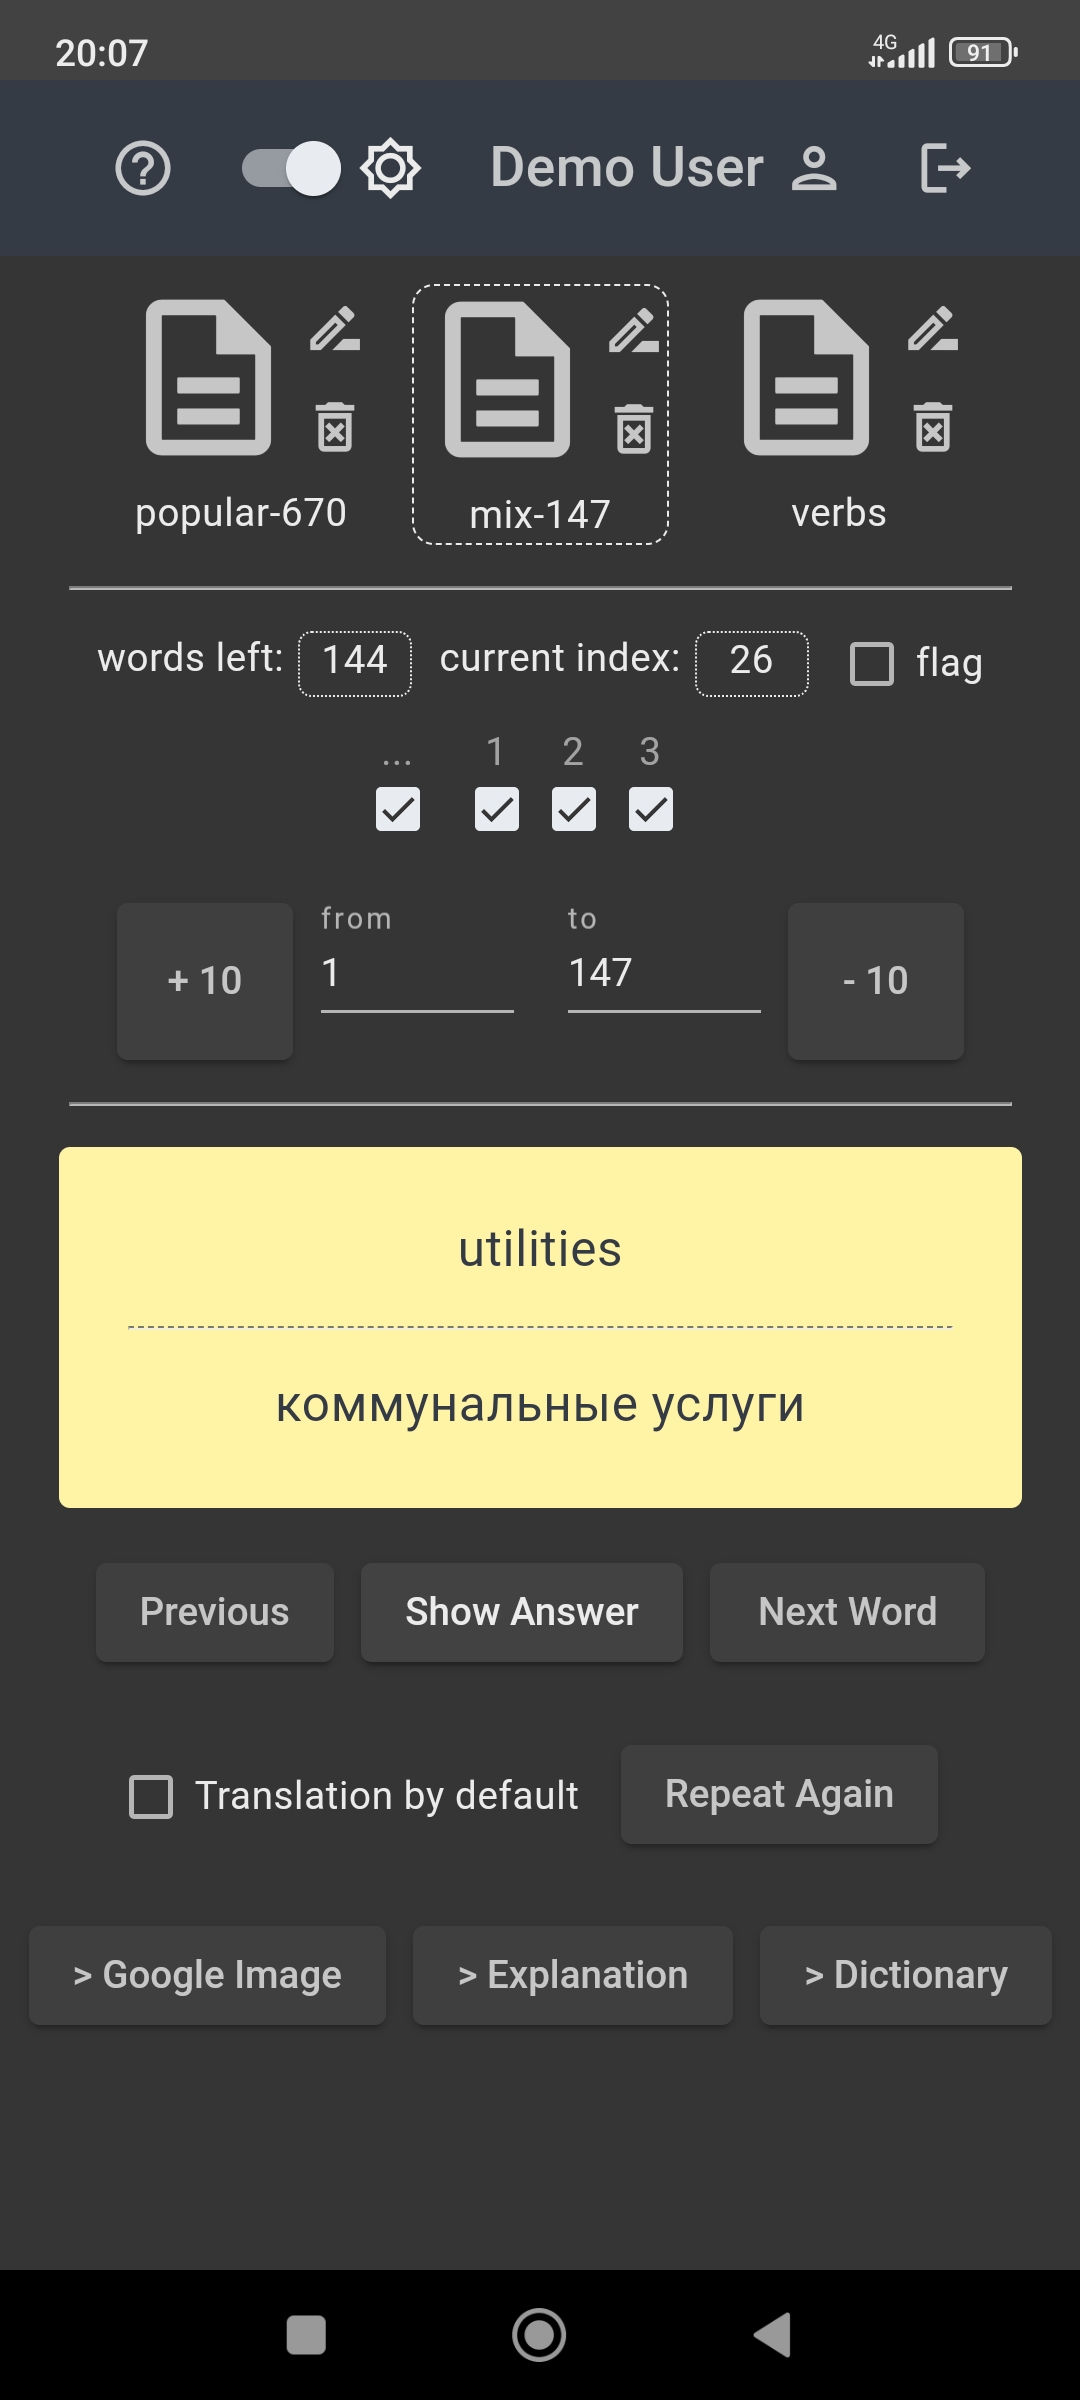 20:07 4G 91
Demo User
popular-670 mix-147 verbs
words left: 144 current index: 26 flag
... 1 2 3
from to
+ 10 1 147 - 10
utilities
коммунальные услуги
Previous Show Answer Next Word
Translation by default Repeat Again
> Google Image > Explanation > Dictionary